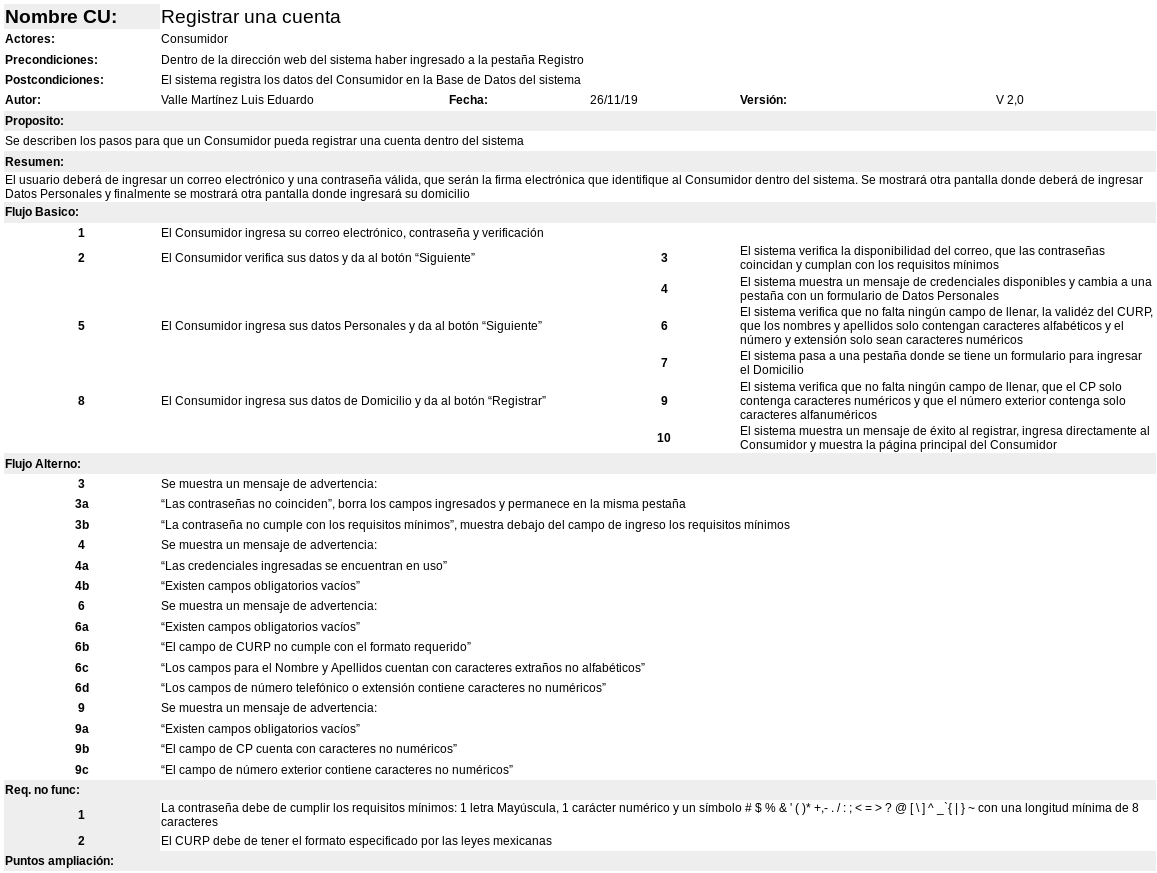 Nombre CU: Registrar una cuenta
Actores: Consumidor
Precondiciones: Dentro de la dirección web del sistema haber ingresado a la pestaña Registro
Postcondiciones: El sistema registra los datos del Consumidor en la Base de Datos del sistema
Autor: Valle Martínez Luis Eduardo Fecha: 26/11/19 Versión: V 2,0
Proposito:
Se describen los pasos para que un Consumidor pueda registrar una cuenta dentro del sistema
Resumen:
El usuario deberá de ingresar un correo electrónico y una contraseña válida, que serán la firma electrónica que identifique al Consumidor dentro del sistema. Se mostrará otra pantalla donde deberá de ingresar
Datos Personales y finalmente se mostrará otra pantalla donde ingresará su domicilio
Flujo Basico:
1 El Consumidor ingresa su correo electrónico, contraseña y verificación
2 El Consumidor verifica sus datos y da al botón “Siguiente”
3 El sistema verifica la disponibilidad del correo, que las contraseñas
coincidan y cumplan con los requisitos mínimos
4 El sistema muestra un mensaje de credenciales disponibles y cambia a una
pestaña con un formulario de Datos Personales
5 El Consumidor ingresa sus datos Personales y da al botón “Siguiente”
6 El sistema verifica que no falta ningún campo de llenar, la validéz del CURP,
que los nombres y apellidos solo contengan caracteres alfabéticos y el
número y extensión solo sean caracteres numéricos
7 El sistema pasa a una pestaña donde se tiene un formulario para ingresar
el Domicilio
8 El Consumidor ingresa sus datos de Domicilio y da al botón “Registrar”
9 El sistema verifica que no falta ningún campo de llenar, que el CP solo
contenga caracteres numéricos y que el número exterior contenga solo
caracteres alfanuméricos
10 El sistema muestra un mensaje de éxito al registrar, ingresa directamente al
Consumidor y muestra la página principal del Consumidor
Flujo Alterno:
3 Se muestra un mensaje de advertencia:
3a “Las contraseñas no coinciden”, borra los campos ingresados y permanece en la misma pestaña
3b “La contraseña no cumple con los requisitos mínimos”, muestra debajo del campo de ingreso los requisitos mínimos
4 Se muestra un mensaje de advertencia:
4a “Las credenciales ingresadas se encuentran en uso”
4b “Existen campos obligatorios vacíos”
6 Se muestra un mensaje de advertencia:
6a “Existen campos obligatorios vacíos”
6b “El campo de CURP no cumple con el formato requerido”
6c “Los campos para el Nombre y Apellidos cuentan con caracteres extraños no alfabéticos”
6d “Los campos de número telefónico o extensión contiene caracteres no numéricos”
9 Se muestra un mensaje de advertencia:
9a “Existen campos obligatorios vacíos”
9b “El campo de CP cuenta con caracteres no numéricos”
9c “El campo de número exterior contiene caracteres no numéricos”
Req. no func:
1 La contraseña debe de cumplir los requisitos mínimos: 1 letra Mayúscula, 1 carácter numérico y un símbolo # $ % & ' ( )* +,- . / : ; < = > ? @ [ \ ] ^ _`{ | } ~ con una longitud mínima de 8
caracteres
2 El CURP debe de tener el formato especificado por las leyes mexicanas
Puntos ampliación: